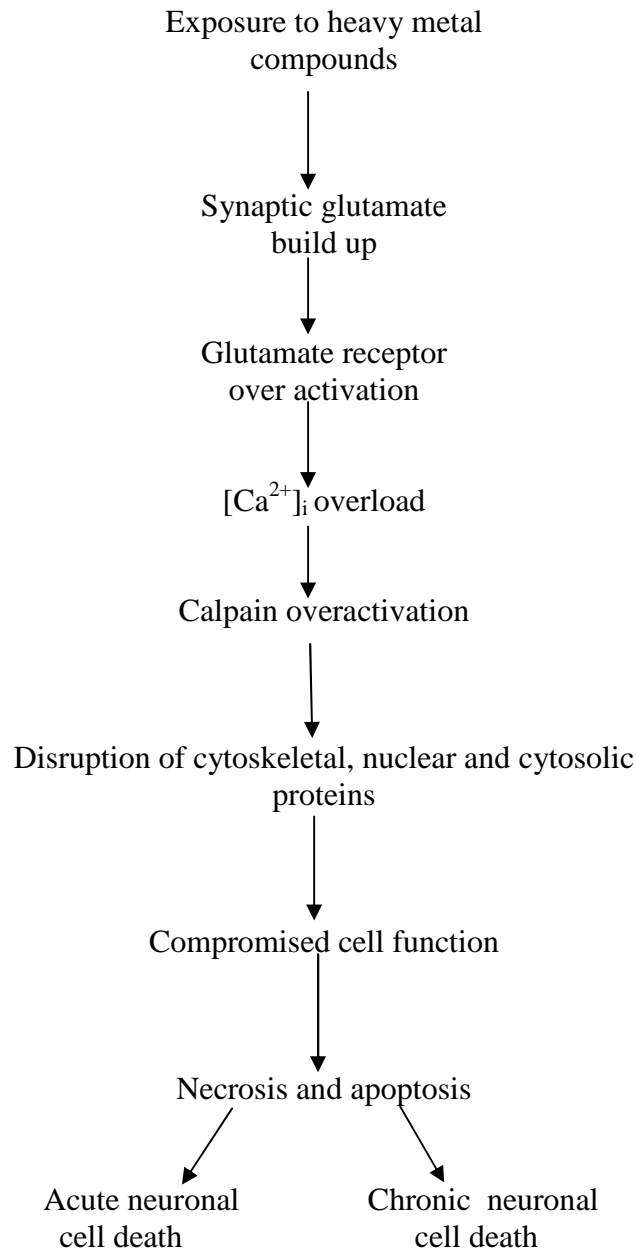 Exposure to heavy metal
compounds
Synaptic glutamate
build up
Glutamate receptor
over activation
[Ca²⁺]ᵢ overload
Calpain overactivation
Disruption of cytoskeletal, nuclear and cytosolic
proteins
Compromised cell function
Necrosis and apoptosis
Acute neuronal
cell death
Chronic neuronal
cell death